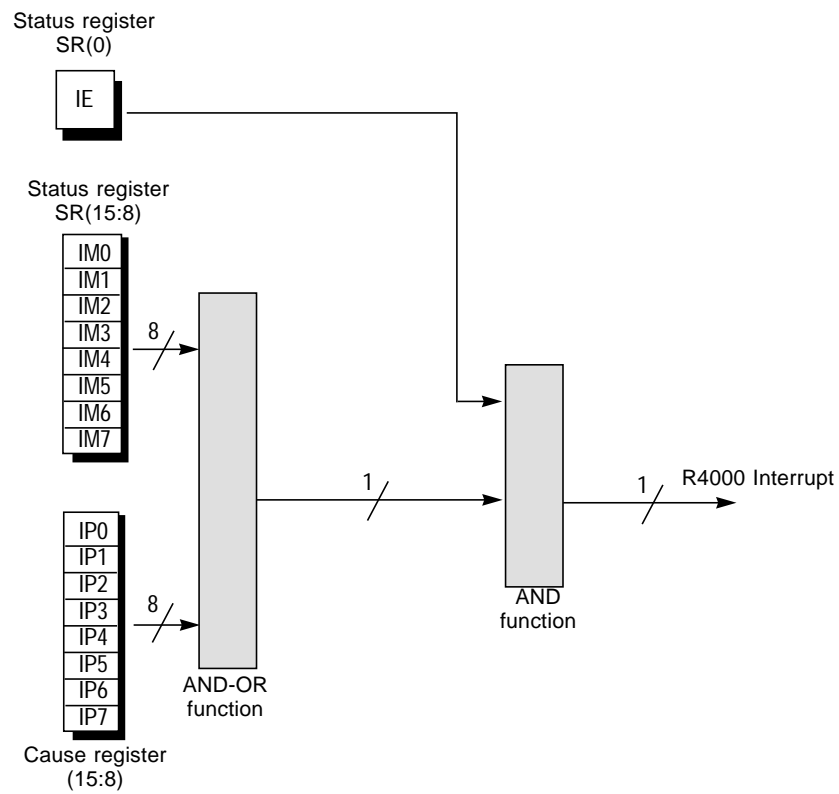 Status register
SR(0)
IE
Status register
SR(15:8)
IM0
IM1
IM2
IM3
IM4
IM5
IM6
IM7
8
1
1
R4000 Interrupt
IP0
IP1
IP2
IP3
IP4
IP5
IP6
IP7
8
AND
function
AND-OR
function
Cause register
(15:8)